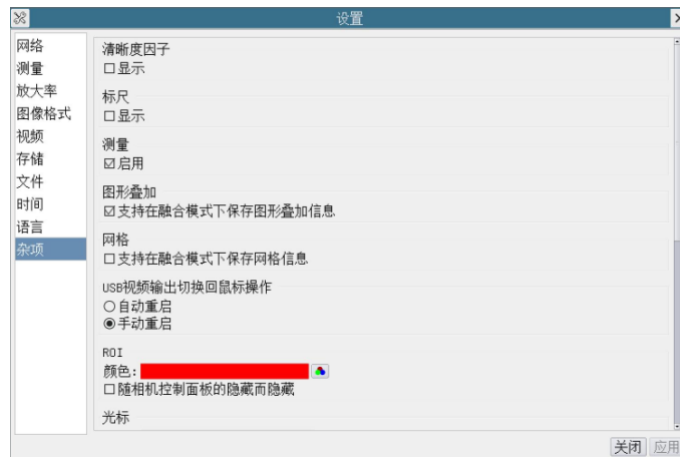 设置
网络
测量
放大率
图像格式
视频
存储
文件
时间
语言
杂项
清晰度因子
显示
标尺
显示
测量
启用
图形叠加
支持在融合模式下保存图形叠加信息
网格
支持在融合模式下保存网格信息
USB视频输出切换回鼠标操作
自动重启
手动重启
ROI
颜色:
随相机控制面板的隐藏而隐藏
光标
关闭 应用